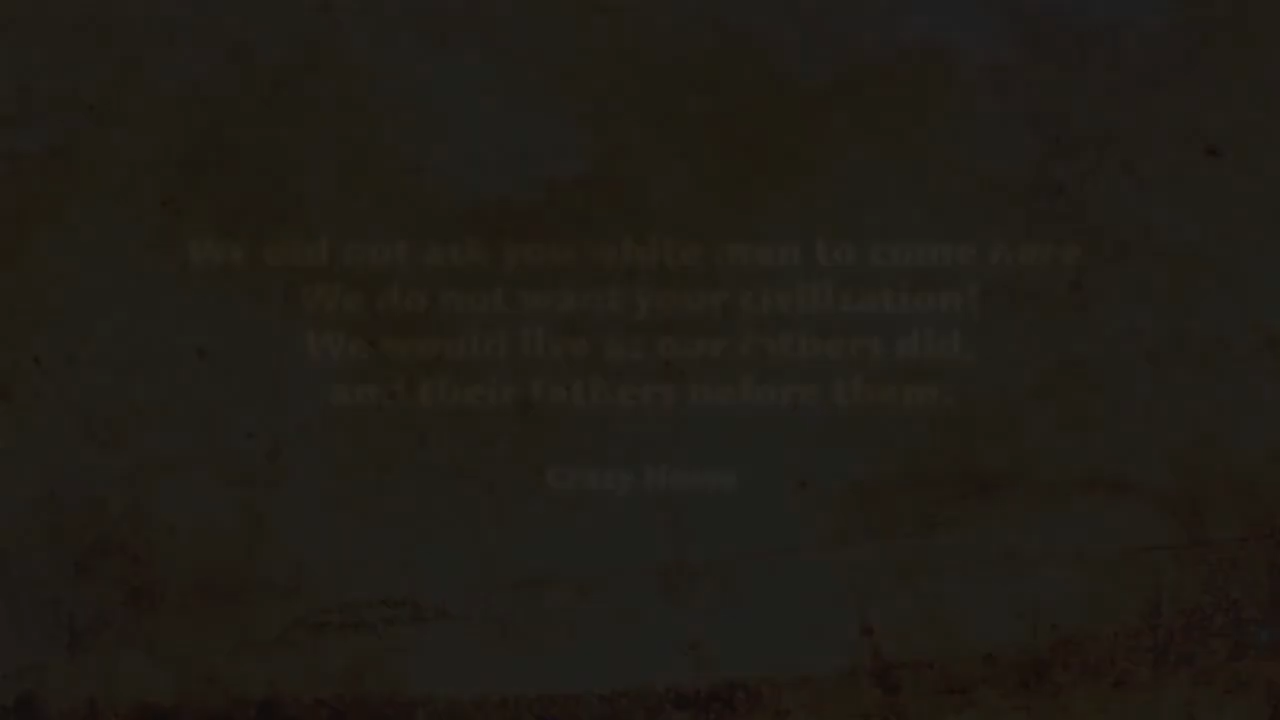 We did not ask you white men to come here.
We do not want your civilisation!
We would live as our fathers did,
and their fathers before them.
Crazy Horse